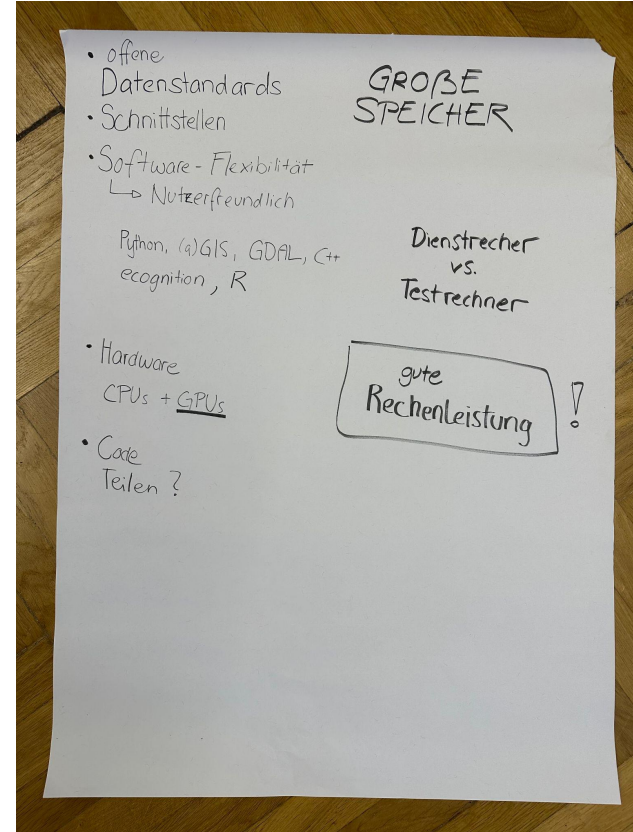 • offene
Datenstandards
• Schnittstellen
• Software - Flexibilität
↳ Nutzerfreundlich
Python, (Q)GIS, GDAL, C++
ecognition, R
• Hardware
CPUs + GPUs
• Code
Teilen ?
GROßE
SPEICHER
Dienstrecher
vs.
Testrechner
gute
Rechenleistung !